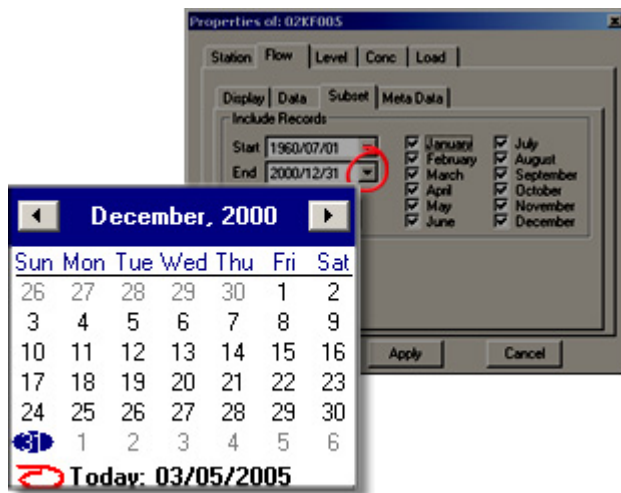 Properties of: 02KF005
Station Flow Level Conc Load
Display Data Subset Meta Data
Include Records
Start 1960/07/01
End 2000/12/31
January
February
March
April
May
June
July
August
September
October
November
December
Apply Cancel
December, 2000
Sun Mon Tue Wed Thu Fri Sat
26 27 28 29 30 1 2
3 4 5 6 7 8 9
10 11 12 13 14 15 16
17 18 19 20 21 22 23
24 25 26 27 28 29 30
31 1 2 3 4 5 6
Today: 03/05/2005